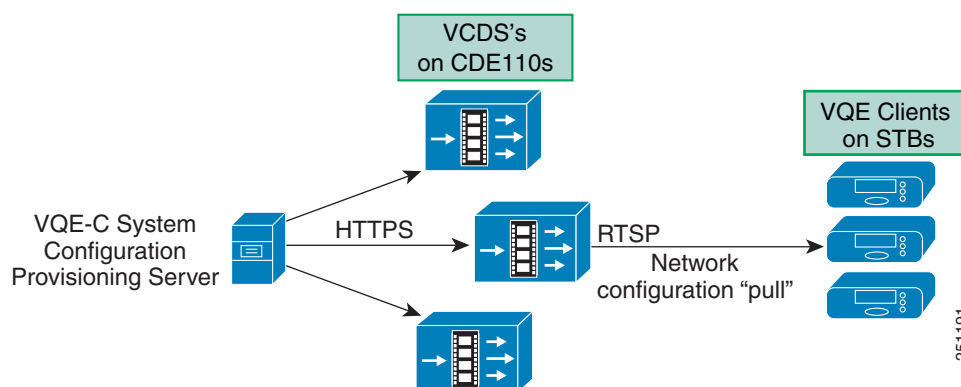 VCDS's
on CDE110s
VQE Clients
on STBs
VQE-C System
Configuration
Provisioning Server
HTTPS
RTSP
Network
configuration “pull”